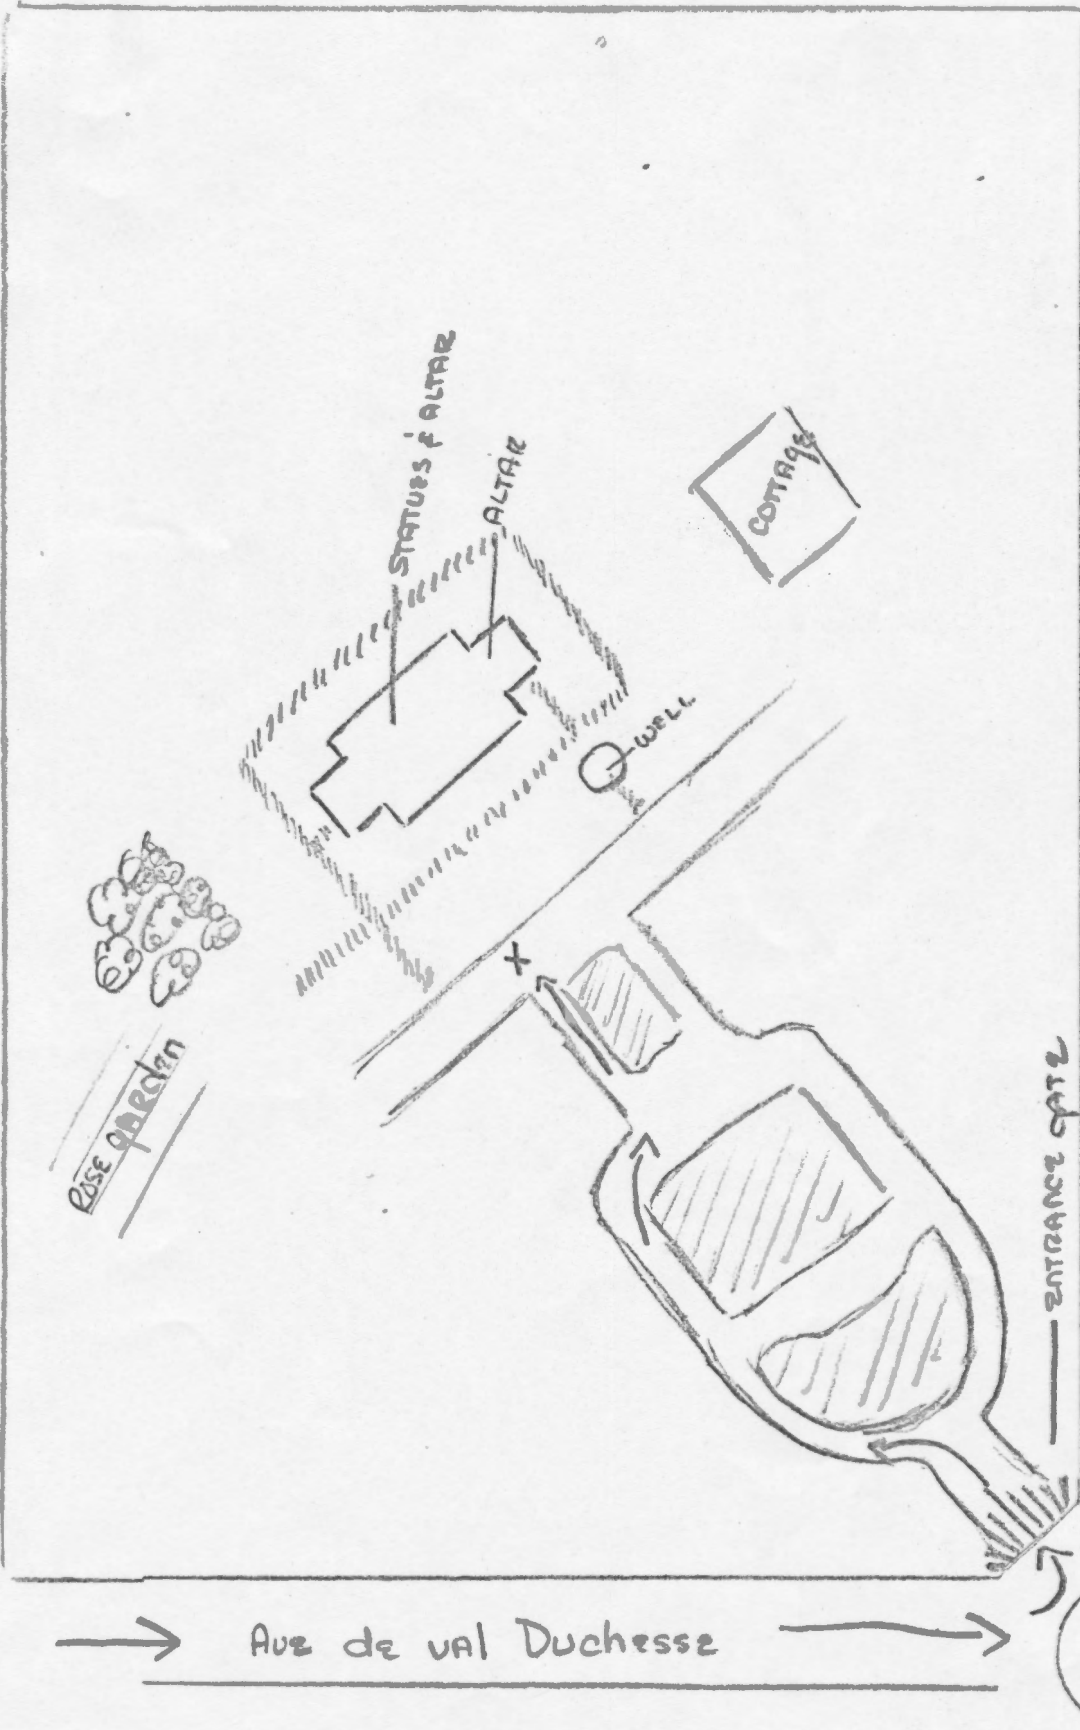 STATUES & ALTAR
ALTAR
COTTAGE
WELL
ROSE GARDEN
ENTRANCE GATE
X
Ave de val Duchesse